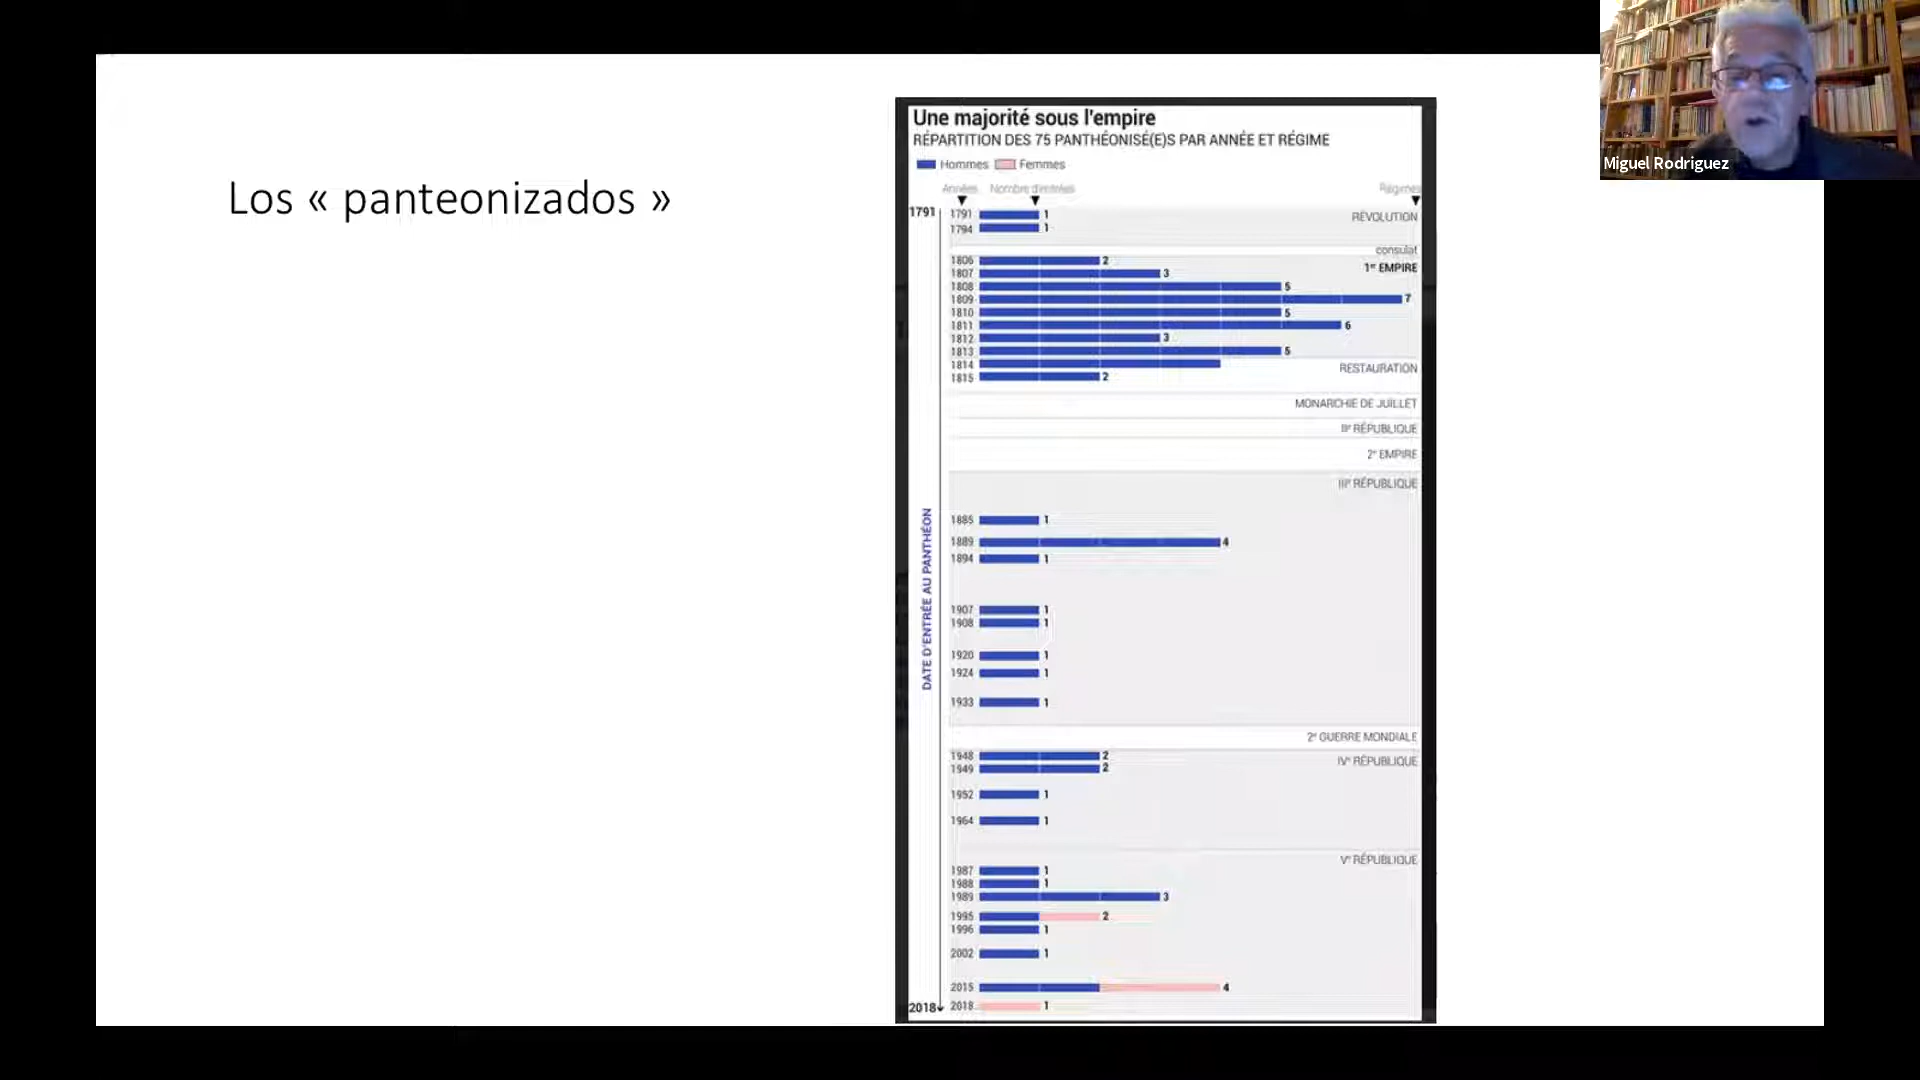 Los « panteonizados »
Une majorité sous l'empire
RÉPARTITION DES 75 PANTHÉONISÉ(E)S PAR ANNÉE ET RÉGIME
Hommes Femmes
Années Nombre d'entrées Régimes
1791 1791 1 RÉVOLUTION
1794 1
consulat
1806 2
1er EMPIRE
1807 3
1808 5
1809 7
1810 5
1811 6
1812 3
1813 5
1814 RESTAURATION
1815 2
MONARCHIE DE JUILLET
IIe RÉPUBLIQUE
2e EMPIRE
IIIe RÉPUBLIQUE
1885 1
1889 4
1894 1
1907 1
1908 1
1920 1
1924 1
1933 1
DATE D'ENTRÉE AU PANTHÉON
2e GUERRE MONDIALE
1948 2
IVe RÉPUBLIQUE
1949 2
1952 1
1964 1
Ve RÉPUBLIQUE
1987 1
1988 1
1989 3
1995 2
1996 1
2002 1
2015 4
2018 2018 1
Miguel Rodriguez